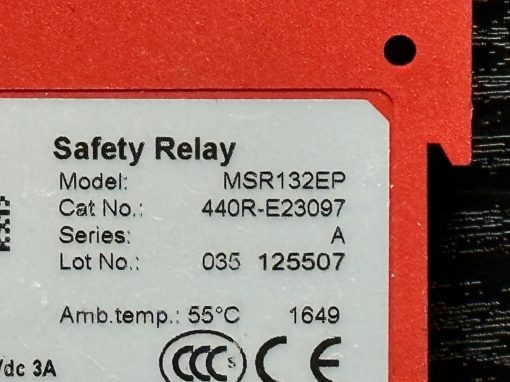 Safety Relay
Model: MSR132EP
Cat No.: 440R-E23097
Series: A
Lot No.: 035 125507
Amb.temp.: 55°C 1649
CCC S CE
/dc 3A